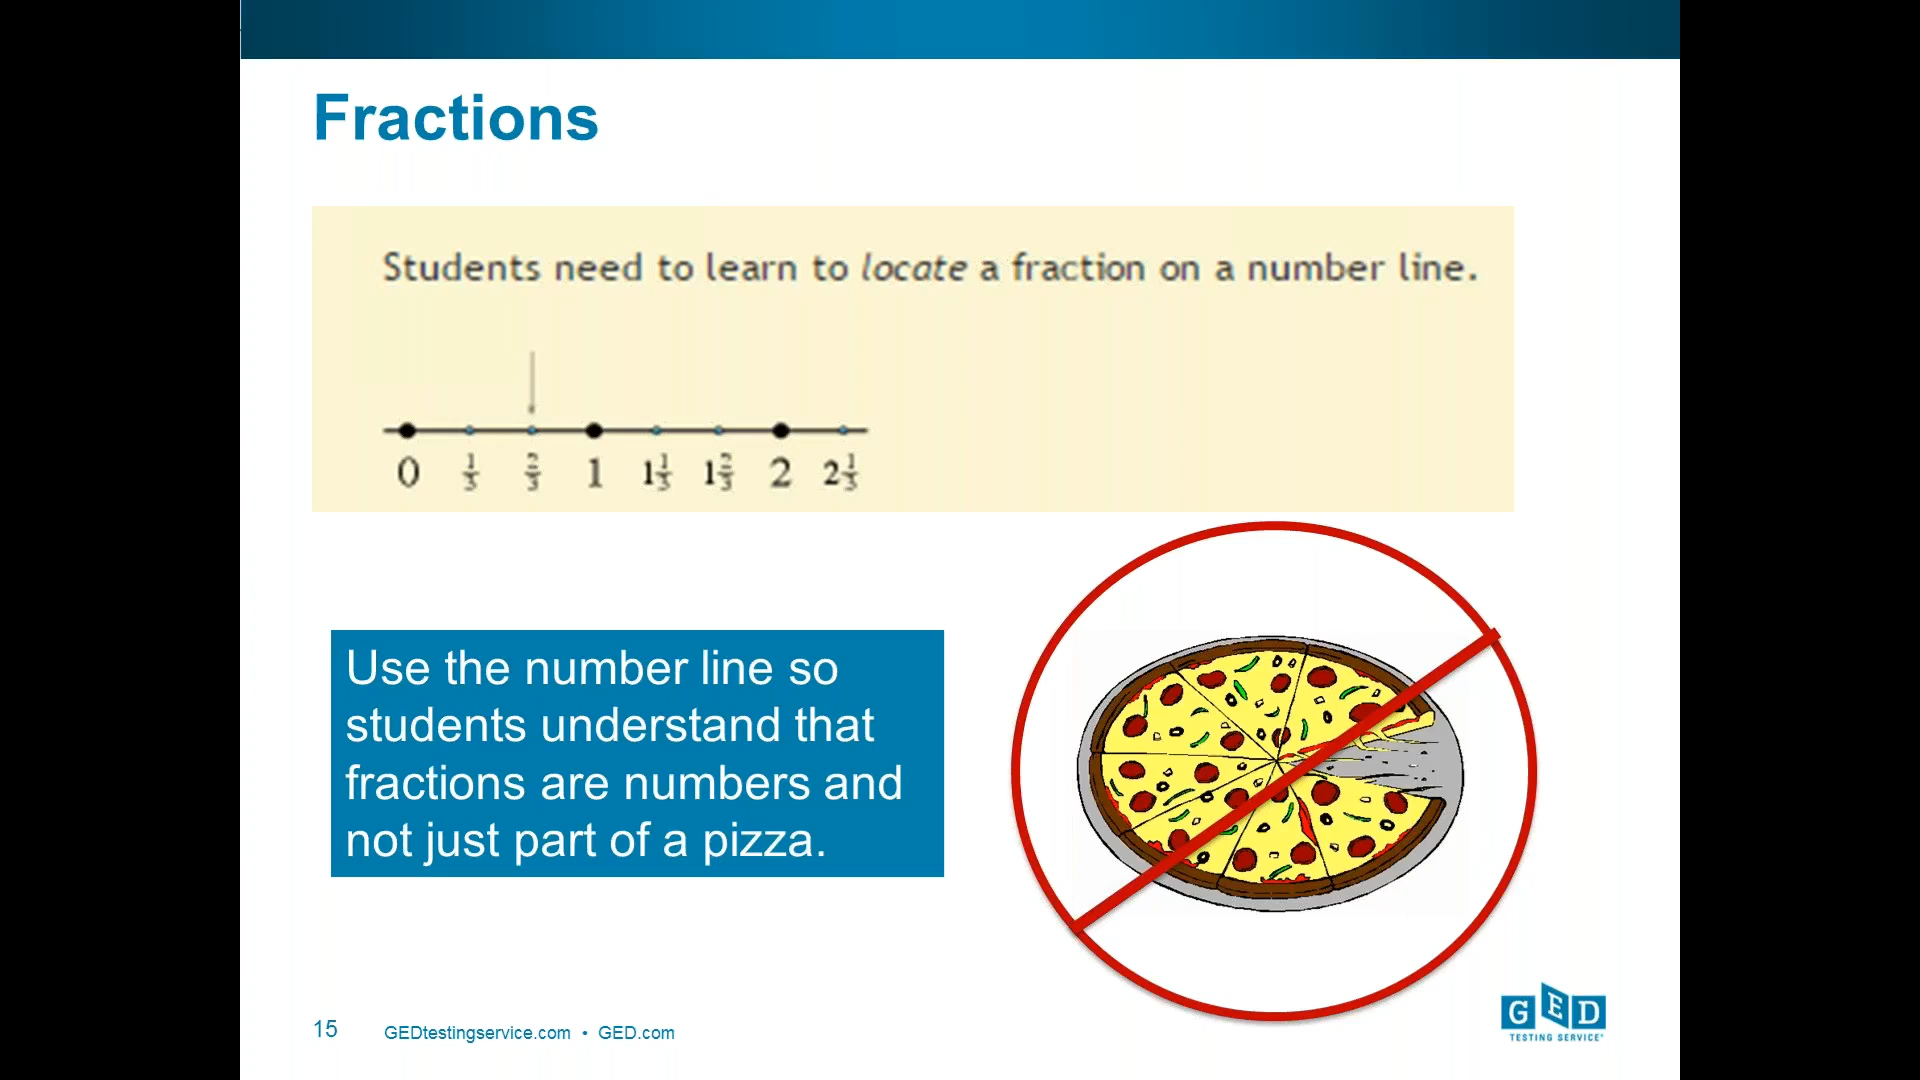 Fractions
Students need to learn to locate a fraction on a number line.
0 1/3 2/3 1 1 1/3 1 2/3 2 2 1/3
Use the number line so
students understand that
fractions are numbers and
not just part of a pizza.
15 GEDtestingservice.com • GED.com
GED
TESTING SERVICE